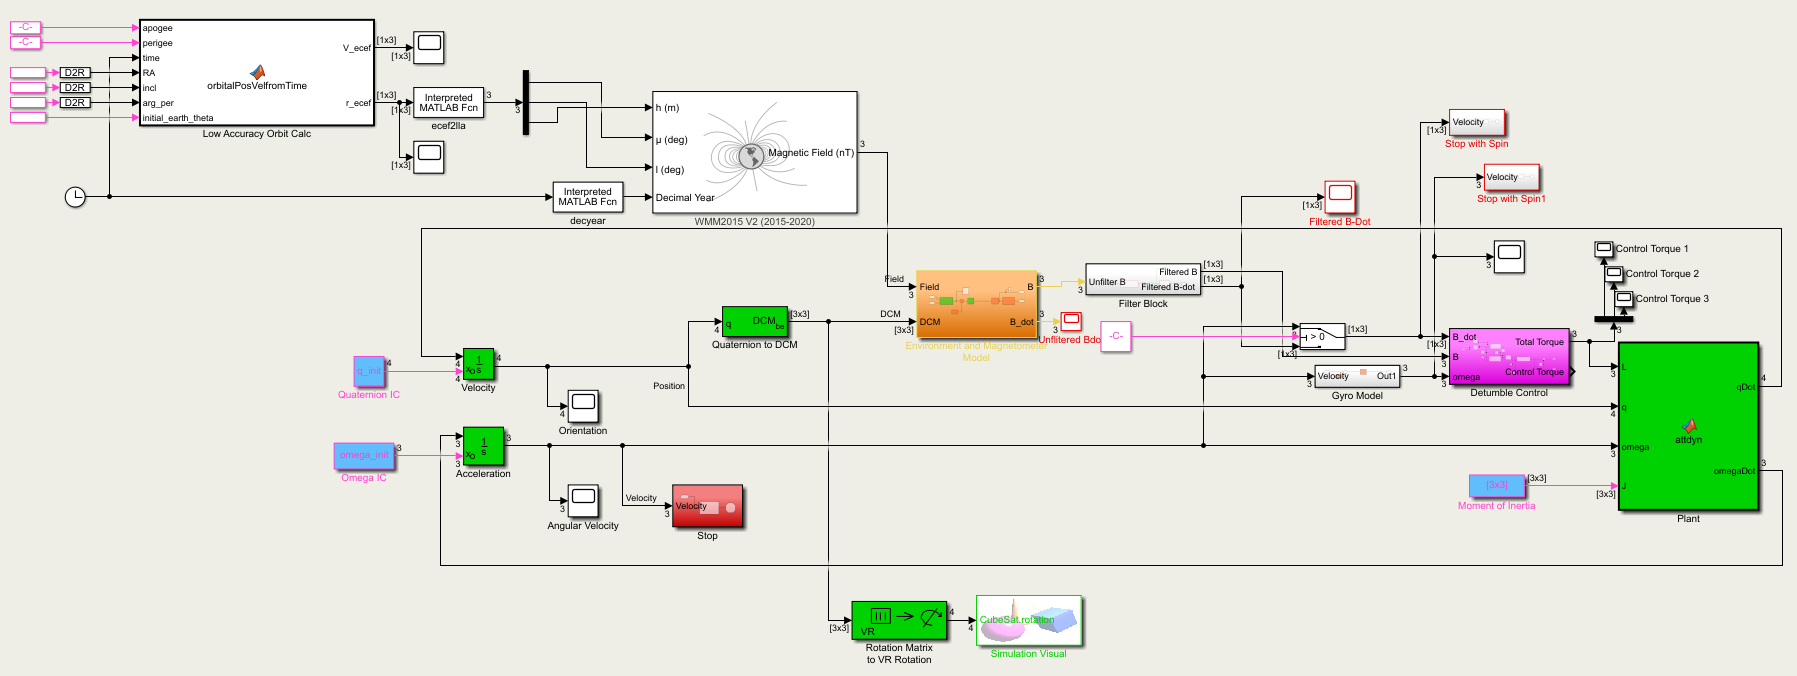 -C-
apogee
-C-
perigee
time
D2R
RA
D2R
incl
D2R
arg_per
initial_earth_theta
orbitalPosVelfromTime
V_ecef
r_ecef
Low Accuracy Orbit Calc
[1x3]
[1x3]
[1x3]
[1x3]
[1x3]
Interpreted
MATLAB Fcn
ecef2lla
3
3
h (m)
μ (deg)
l (deg)
Decimal Year
Magnetic Field (nT)
3
WMM2015 V2 (2015-2020)
Interpreted
MATLAB Fcn
decyear
Velocity
[1x3]
Stop with Spin
Velocity
3
Stop with Spin1
[1x3]
Filtered B-Dot
3
Control Torque 1
Control Torque 2
Control Torque 3
3
Field
3
Field
DCM
[3x3]
DCM
B
3
B_dot
3
Environment and Magnetometer
Model
3
Unfilter B
Filtered B
Filtered B-dot
[1x3]
[1x3]
Filter Block
3
Unflitered Bdo
-C-
> 0
[1x3]
[1x3]
3
Velocity
Out1
3
Gyro Model
B_dot
[1x3]
B
3
omega
3
Total Torque
3
Control Torque
Detumble Control
q
4
DCM
be
[3x3]
Quaternion to DCM
q_init
4
Quaternion IC
3
4
xo
1
s
4
Velocity
Position
4
Orientation
omega_init
3
Omega IC
3
3
xo
1
s
3
Acceleration
3
Angular Velocity
Velocity
3
Velocity
Stop
L
3
q
4
omega
3
J
[3x3]
attdyn
qDot
4
omegaDot
3
Plant
[3x3]
[3x3]
Moment of Inertia
[3x3]
VR
4
Rotation Matrix
to VR Rotation
4
CubeSat.rotation
Simulation Visual